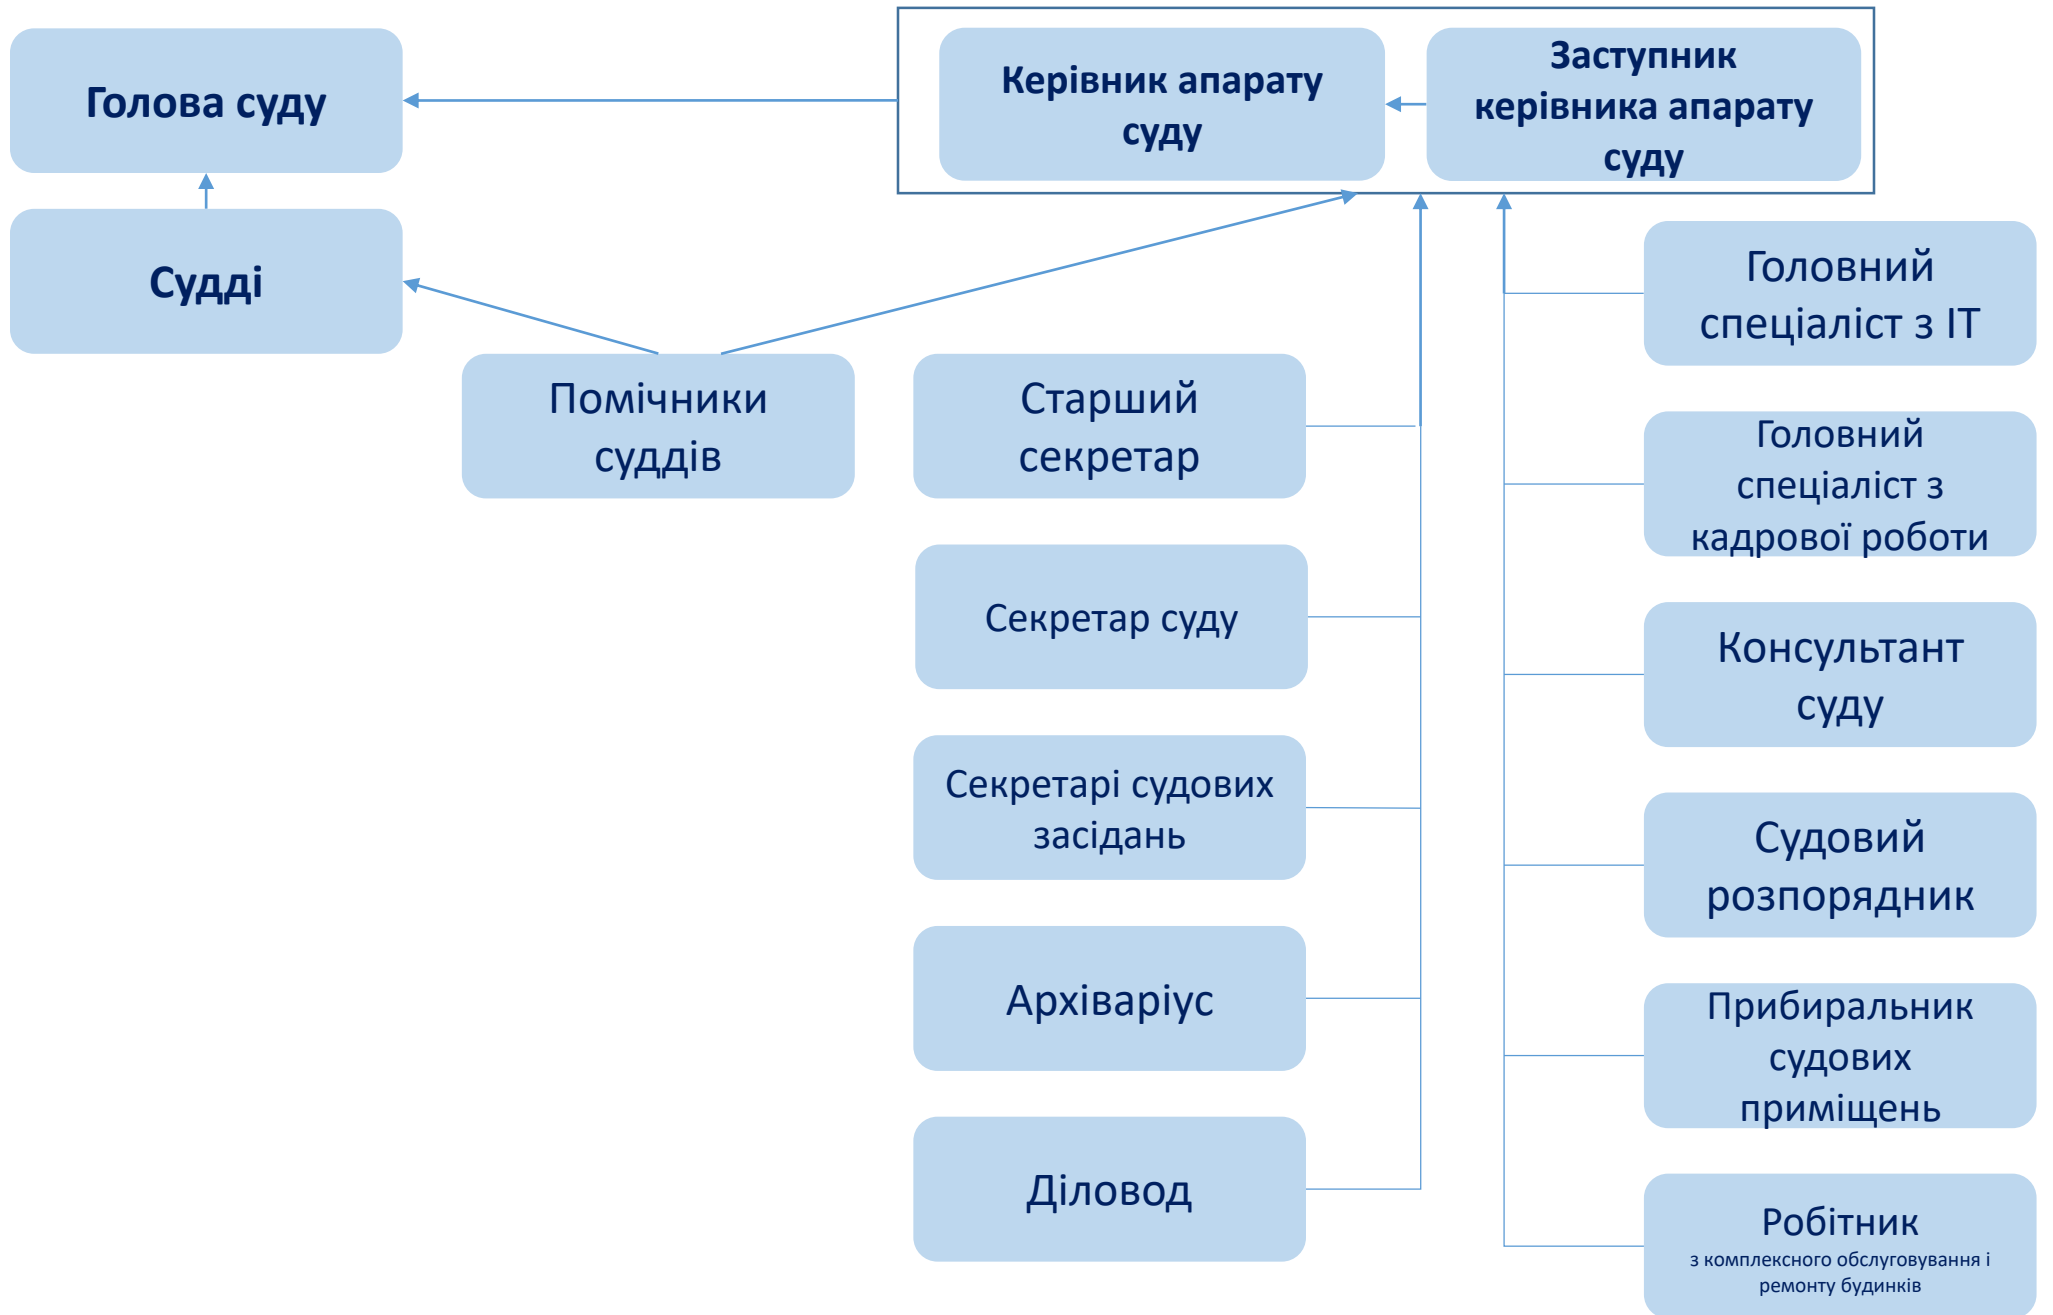 Голова суду
Керівник апарату
суду
Заступник
керівника апарату
суду
Судді
Помічники
суддів
Старший
секретар
Секретар суду
Секретарі судових
засідань
Архіваріус
Діловод
Головний
спеціаліст з ІТ
Головний
спеціаліст з
кадрової роботи
Консультант
суду
Судовий
розпорядник
Прибиральник
судових
приміщень
Робітник
з комплексного обслуговування і
ремонту будинків